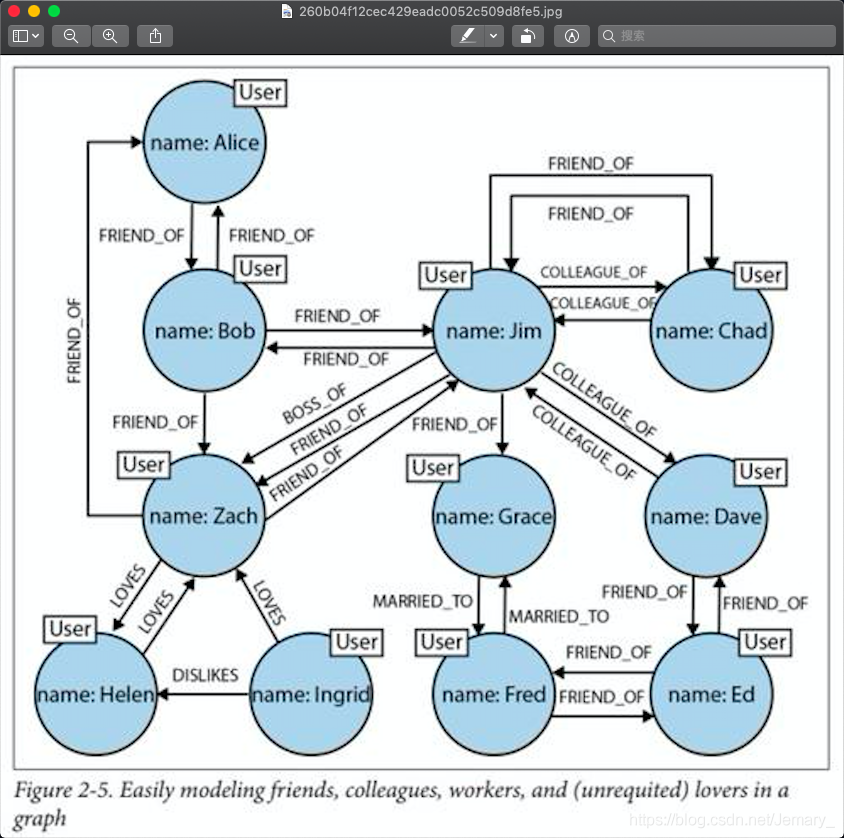 260b04f12cec429eadc0052c509d8fe5.jpg
搜索
User
name: Alice
FRIEND_OF
FRIEND_OF
FRIEND_OF
FRIEND_OF
User
User
User
COLLEAGUE_OF
COLLEAGUE_OF
FRIEND_OF
name: Bob
FRIEND_OF
FRIEND_OF
name: Jim
name: Chad
FRIEND_OF
BOSS_OF
FRIEND_OF
FRIEND_OF
FRIEND_OF
COLLEAGUE_OF
COLLEAGUE_OF
User
User
User
name: Zach
name: Grace
name: Dave
LOVES
LOVES
LOVES
MARRIED_TO
MARRIED_TO
FRIEND_OF
FRIEND_OF
User
User
User
User
DISLIKES
FRIEND_OF
FRIEND_OF
name: Helen
name: Ingrid
name: Fred
name: Ed
Figure 2-5. Easily modeling friends, colleagues, workers, and (unrequited) lovers in a
graph
https://blog.csdn.net/Jernary_